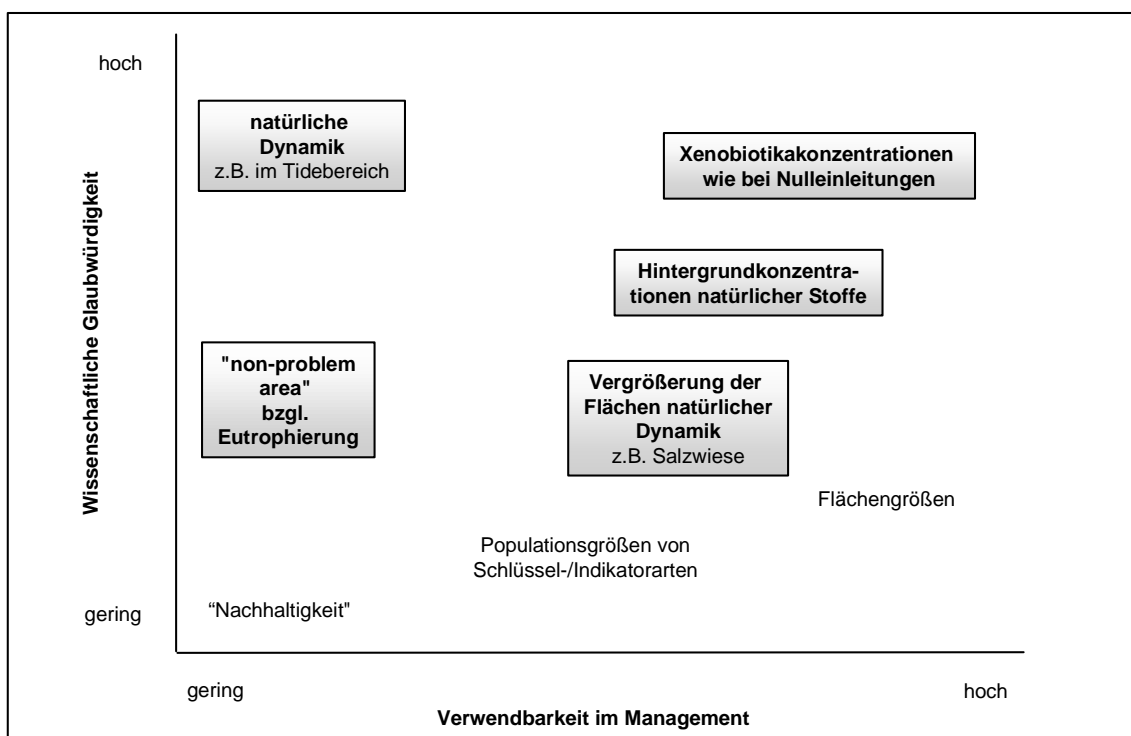 hoch
natürliche
Dynamik
z.B. im Tidebereich
Xenobiotikakonzentrationen
wie bei Nulleinleitungen
Hintergrundkonzentra-
tionen natürlicher Stoffe
Wissenschaftliche Glaubwürdigkeit
"non-problem
area"
bzgl.
Eutrophierung
Vergrößerung der
Flächen natürlicher
Dynamik
z.B. Salzwiese
Flächengrößen
Populationsgrößen von
Schlüssel-/Indikatorarten
gering
“Nachhaltigkeit"
gering
hoch
Verwendbarkeit im Management